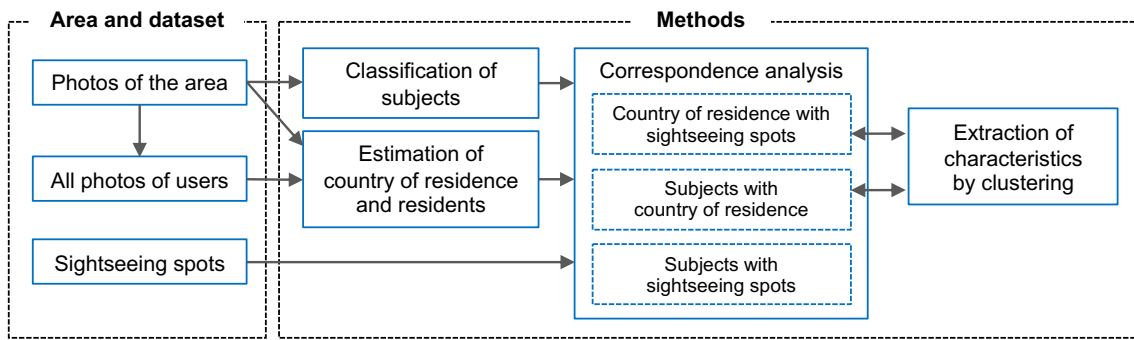 Area and dataset
Photos of the area
All photos of users
Sightseeing spots
Methods
Classification of
subjects
Estimation of
country of residence
and residents
Correspondence analysis
Country of residence with
sightseeing spots
Subjects with
country of residence
Subjects with
sightseeing spots
Extraction of
characteristics
by clustering